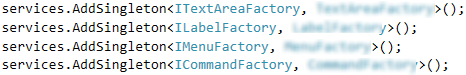 services.AddSingleton<ITextAreaFactory, >();
services.AddSingleton<ILabelFactory, >();
services.AddSingleton<IMenuFactory, >();
services.AddSingleton<ICommandFactory, >();